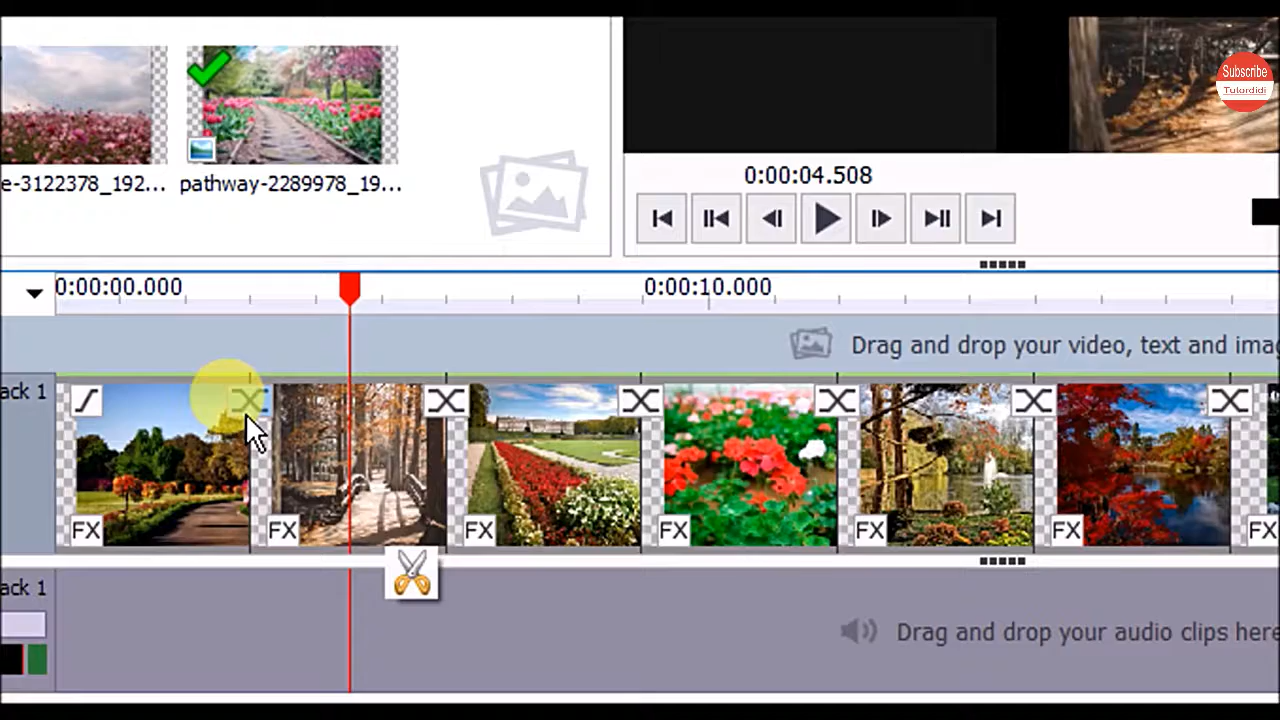 Subscribe
Tutordidi
e-3122378_192...
pathway-2289978_19...
0:00:04.508
0:00:00.000
0:00:10.000
Drag and drop your video, text and imag
ack 1
FX
FX
FX
FX
FX
FX
FX
ack 1
Drag and drop your audio clips here